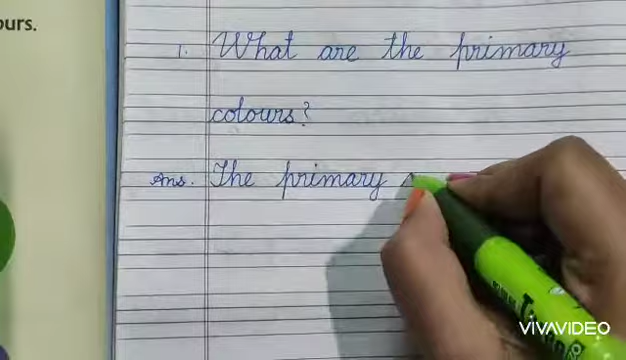 ours.
1. What are the primary
colours?
Ans. The primary
VIVAVIDEO